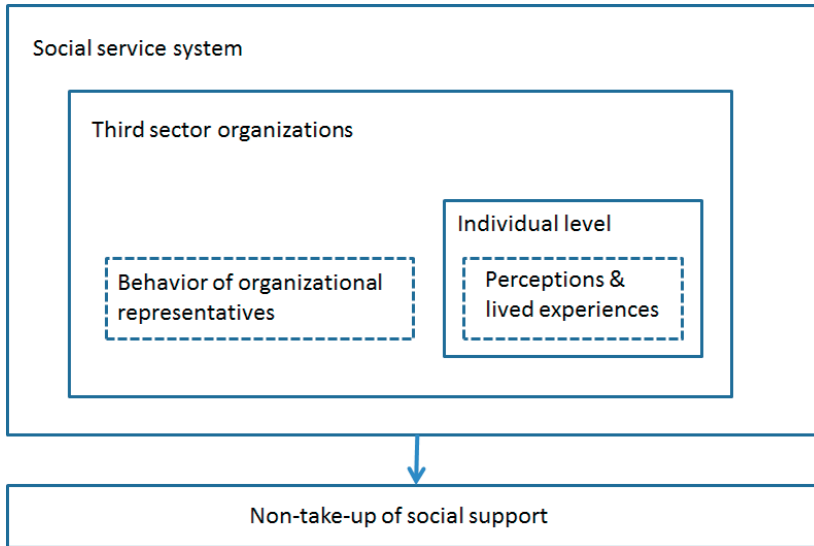 Social service system
Third sector organizations
Individual level
Behavior of organizational
representatives
Perceptions &
lived experiences
Non-take-up of social support